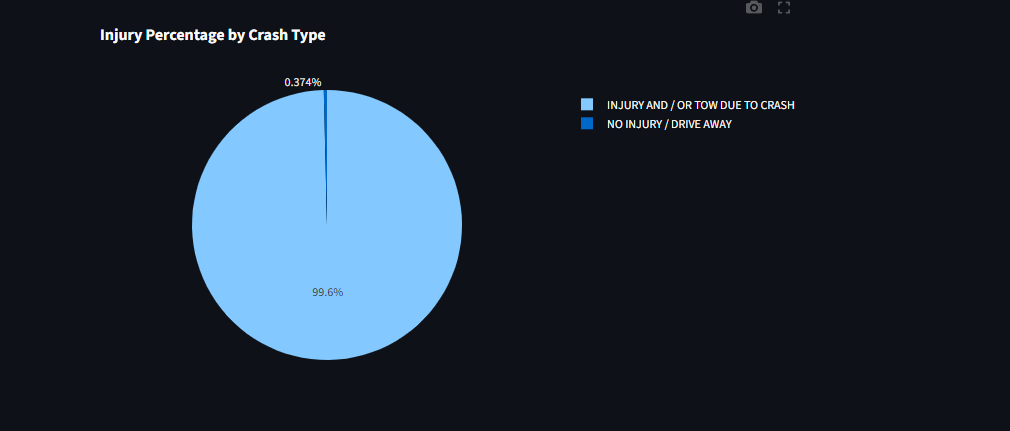 Injury Percentage by Crash Type
0.374%
INJURY AND / OR TOW DUE TO CRASH
NO INJURY / DRIVE AWAY
99.6%